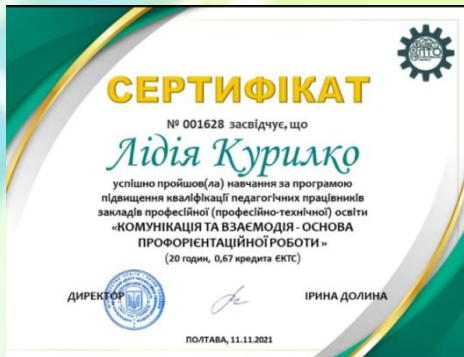 СЕРТИФІКАТ
№ 001628 засвідчує, що
Лідія Курилко
успішно пройшов(ла) навчання за програмою
підвищення кваліфікації педагогічних працівників
закладів професійної (професійно-технічної) освіти
«КОМУНІКАЦІЯ ТА ВЗАЄМОДІЯ - ОСНОВА
ПРОФОРІЄНТАЦІЙНОЇ РОБОТИ»
(20 годин, 0,67 кредита ЄКТС)
ДИРЕКТОР ІРИНА ДОЛИНА
ПОЛТАВА, 11.11.2021